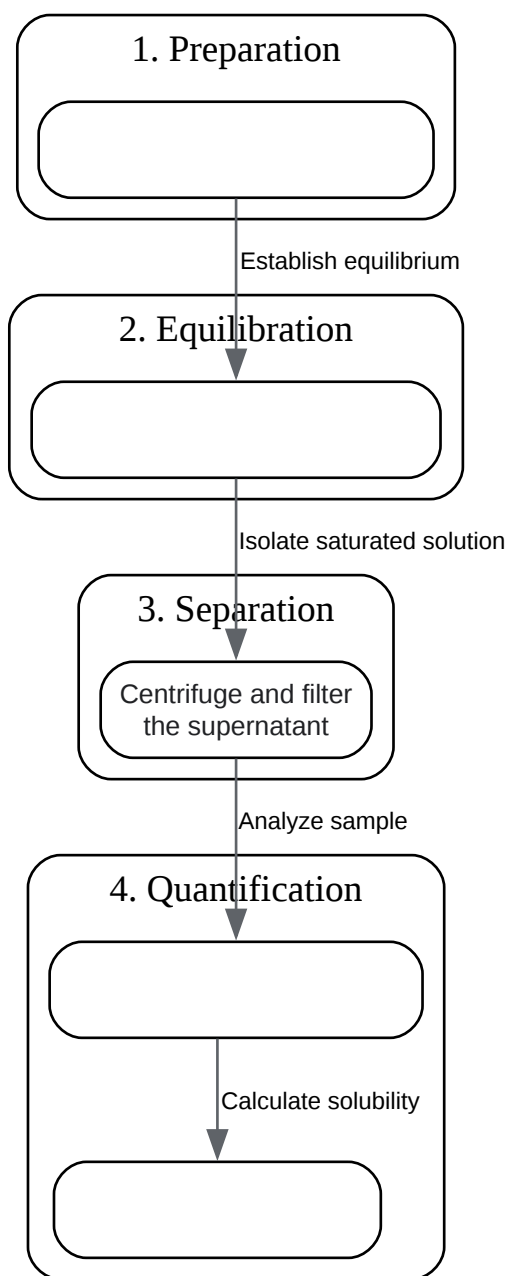 1. Preparation
Establish equilibrium
2. Equilibration
Isolate saturated solution
3. Separation
Centrifuge and filter
the supernatant
Analyze sample
4. Quantification
Calculate solubility